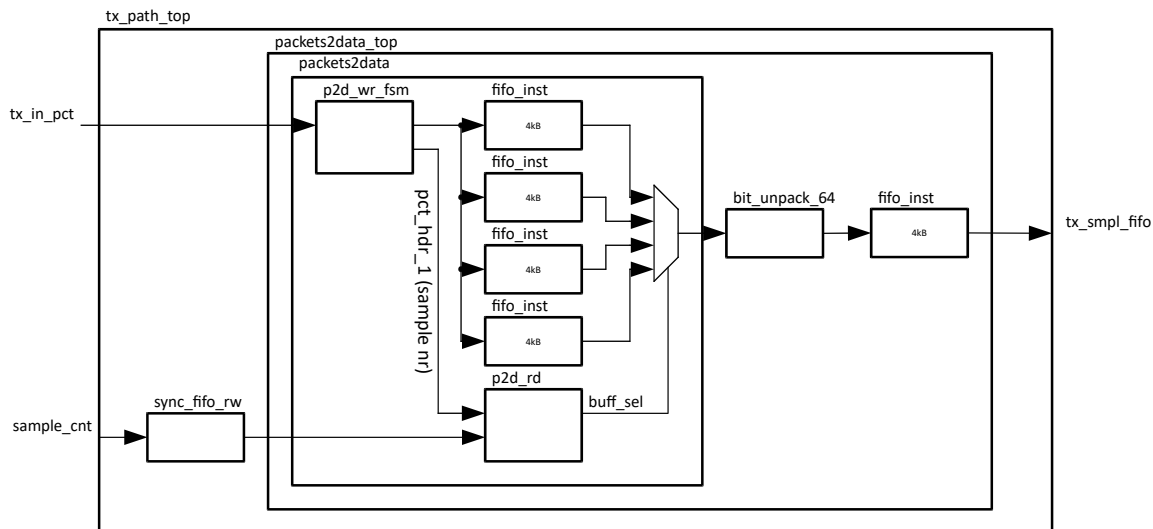 tx_path_top
packets2data_top
packets2data
p2d_wr_fsm
fifo_inst
tx_in_pct
4kB
fifo_inst
4kB
pct_hdr_1 (sample nr)
bit_unpack_64
fifo_inst
tx_smpl_fifo
4kB
fifo_inst
4kB
fifo_inst
4kB
p2d_rd
buff_sel
sync_fifo_rw
sample_cnt